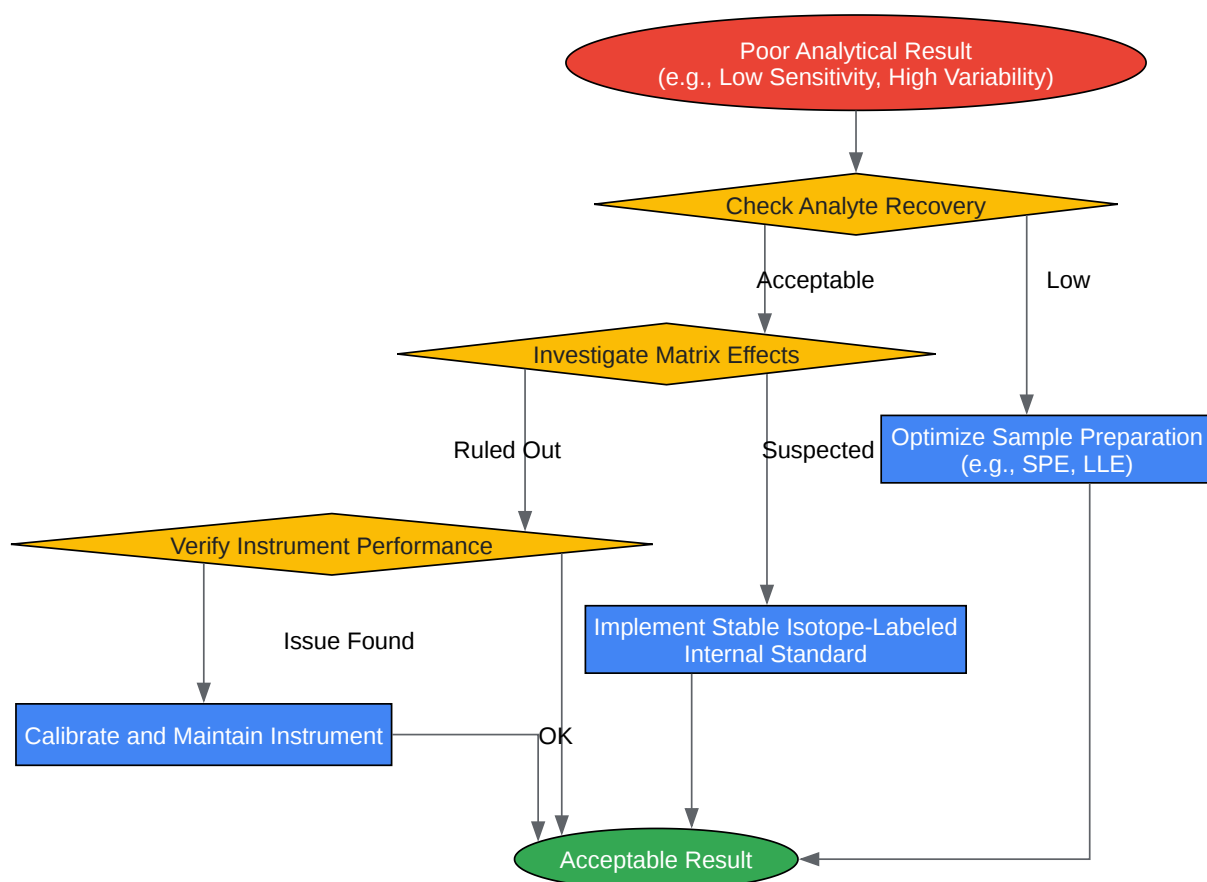 Poor Analytical Result
(e.g., Low Sensitivity, High Variability)
Check Analyte Recovery
Acceptable
Low
Investigate Matrix Effects
Ruled Out
Suspected
Optimize Sample Preparation
(e.g., SPE, LLE)
Verify Instrument Performance
Issue Found
Implement Stable Isotope-Labeled
Internal Standard
Calibrate and Maintain Instrument
OK
Acceptable Result